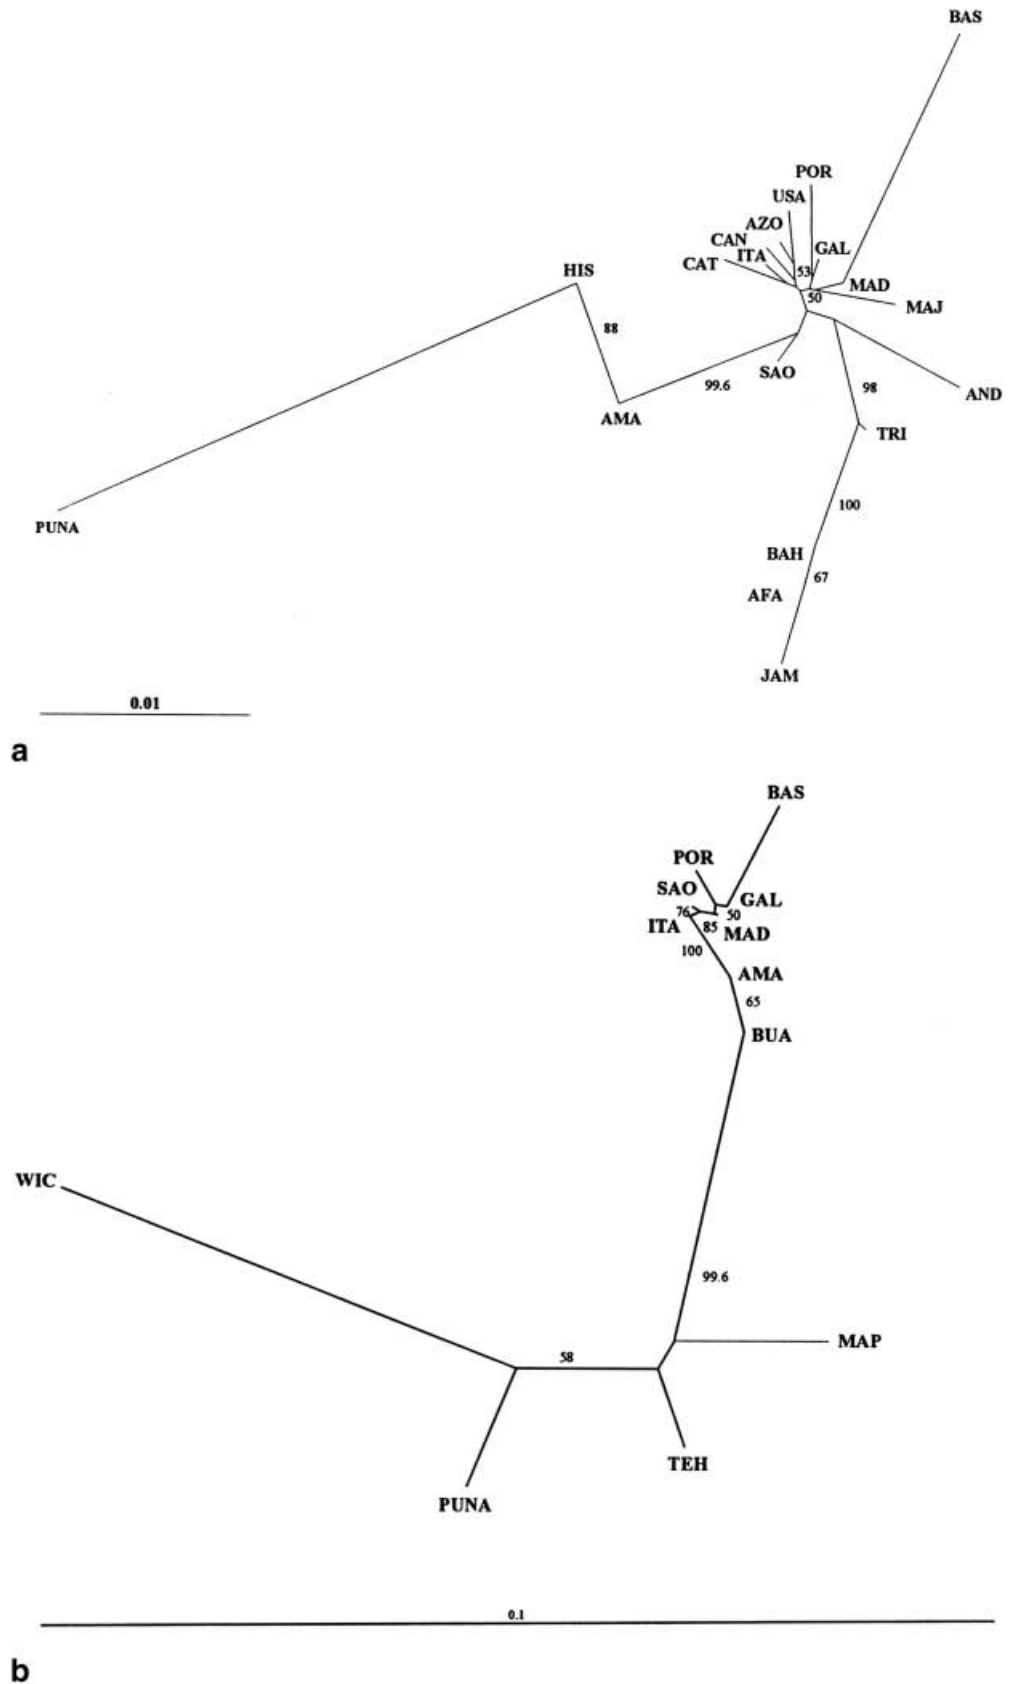 BAS
POR
USA
AZO
CAN
GAL
ITA
CAT
HIS
53
MAD
50
MAJ
88
SAO
99.6
98
AND
AMA
TRI
100
PUNA
BAH
67
AFA
JAM
0.01
a
BAS
POR
SAO
GAL
76
50
ITA
85
MAD
100
AMA
65
BUA
WIC
99.6
MAP
58
TEH
PUNA
0.1
b